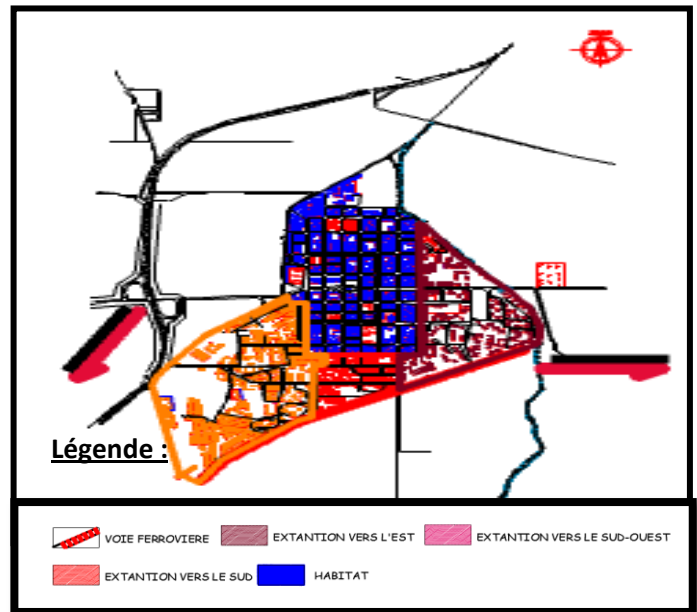 Légende :
VOIE FERROVIERE EXTANTION VERS L'EST EXTANTION VERS LE SUD-OUEST
EXTANTION VERS LE SUD HABITAT